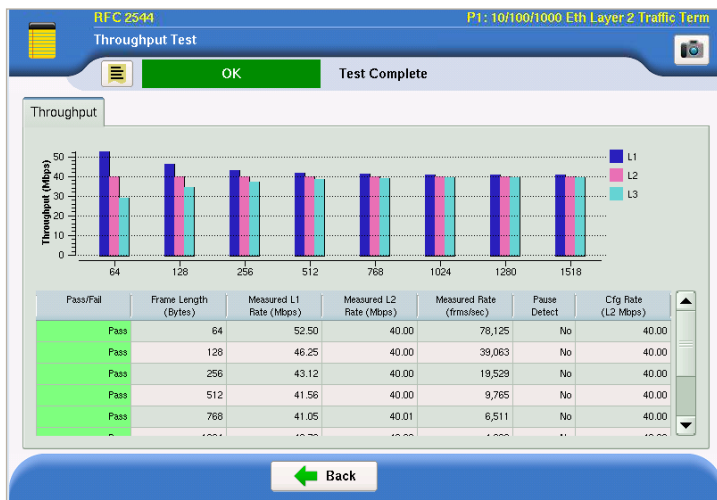 RFC 2544
P1: 10/100/1000 Eth Layer 2 Traffic Term
Throughput Test
OK
Test Complete
Throughput
Throughput (Mbps)
50
40
30
20
10
0
64 128 256 512 768 1024 1280 1518
L1
L2
L3
Pass/Fail Frame Length (Bytes) Measured L1 Rate (Mbps) Measured L2 Rate (Mbps) Measured Rate (frms/sec) Pause Detect Cfg Rate (L2 Mbps)
Pass 64 52.50 40.00 78,125 No 40.00
Pass 128 46.25 40.00 39,063 No 40.00
Pass 256 43.12 40.00 19,529 No 40.00
Pass 512 41.56 40.00 9,765 No 40.00
Pass 768 41.05 40.01 6,511 No 40.00
Back